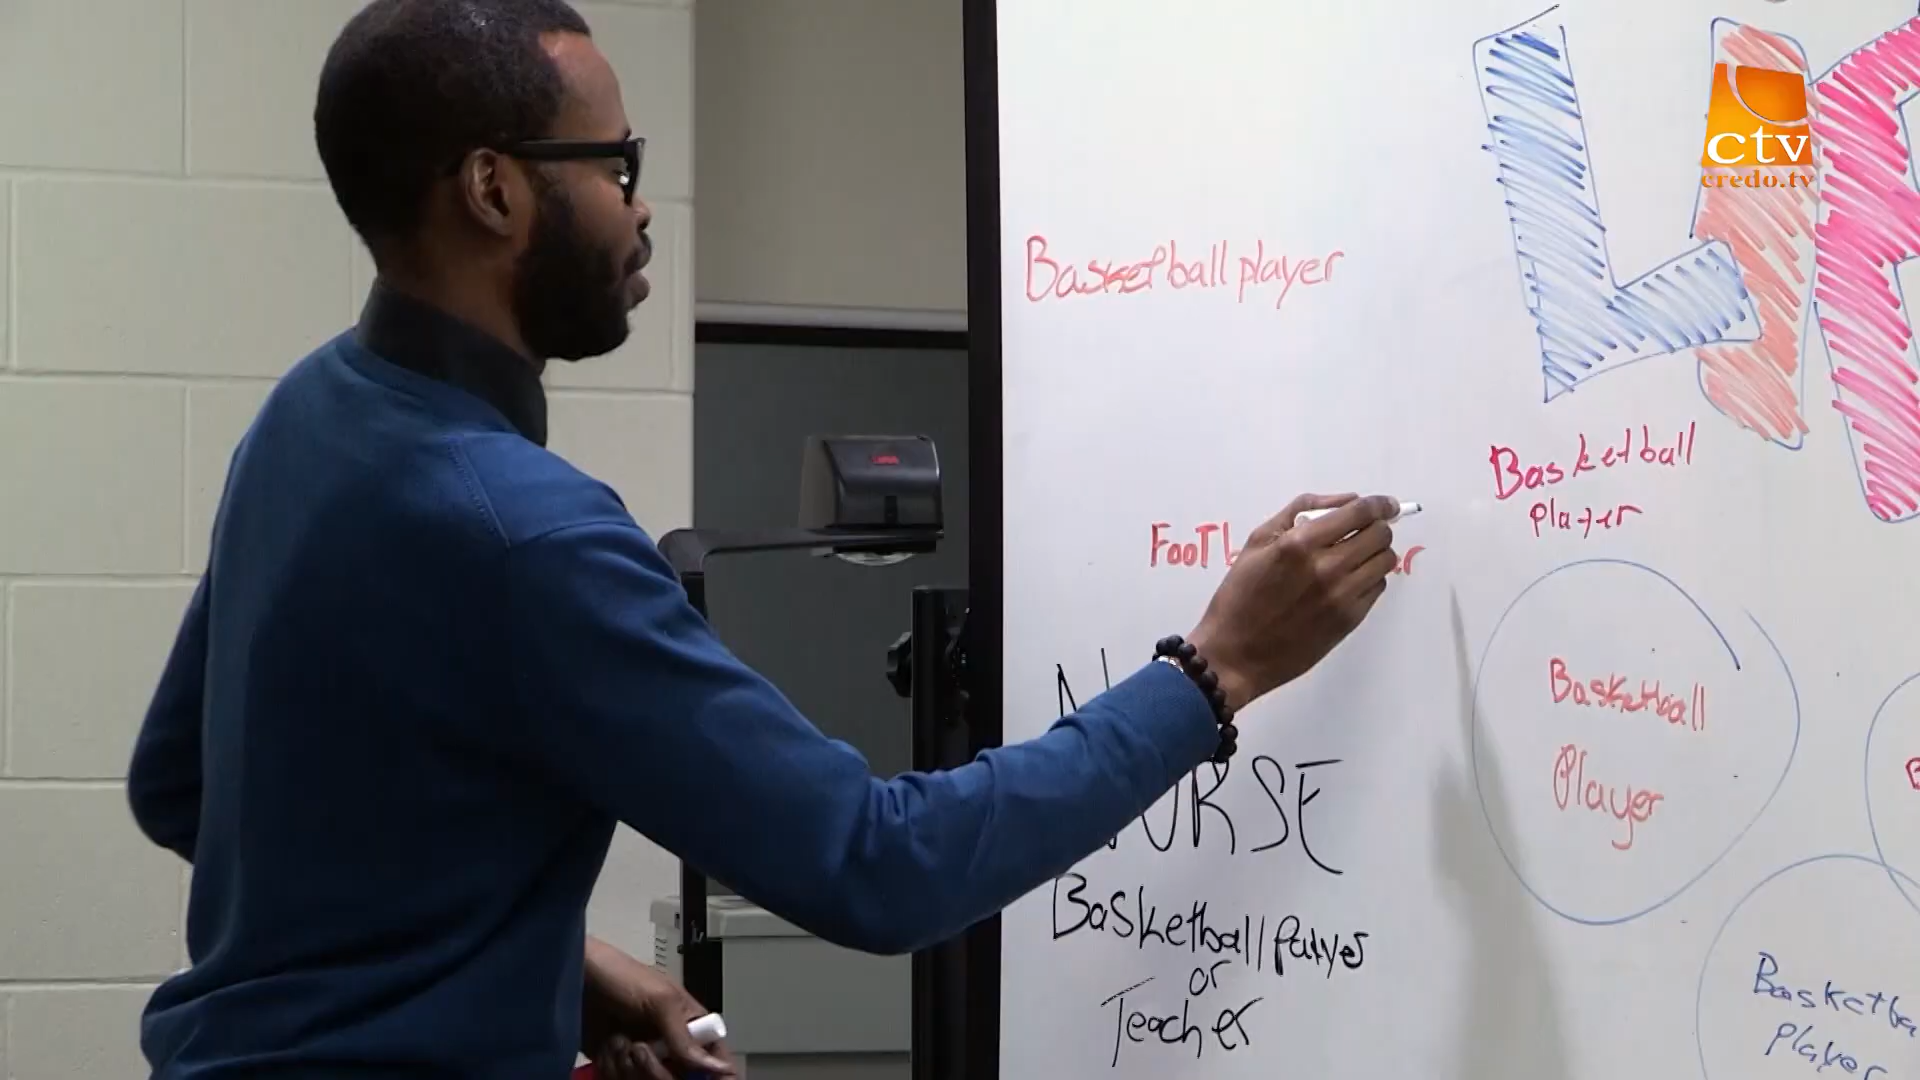 ctv
credo.tv
Basketball player
Basketball
player
Basketball
Player
NURSE
Basketball palyer
or
Teacher
Basketba
player